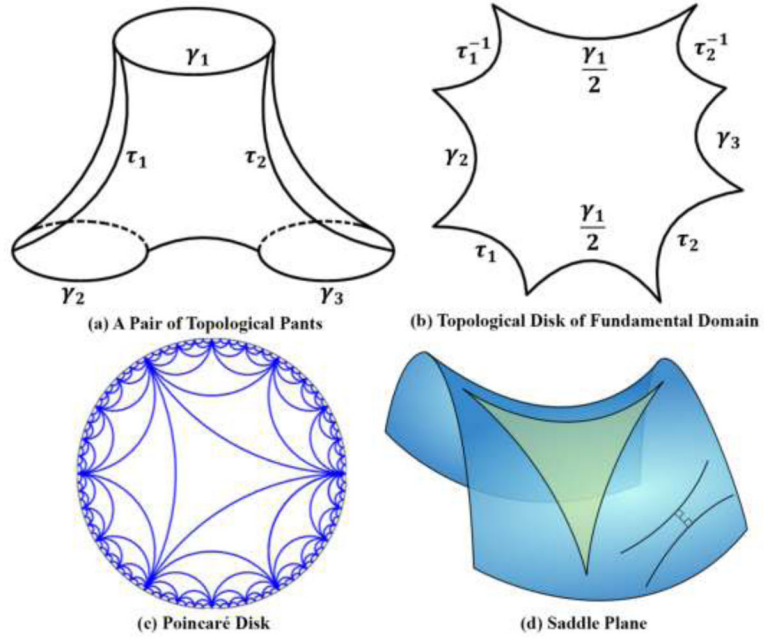 γ₁
τ₁
τ₂
γ₂
γ₃
(a) A Pair of Topological Pants
τ₁⁻¹
γ₁/2
τ₂⁻¹
γ₂
γ₃
τ₁
γ₁/2
τ₂
(b) Topological Disk of Fundamental Domain
(c) Poincaré Disk
(d) Saddle Plane